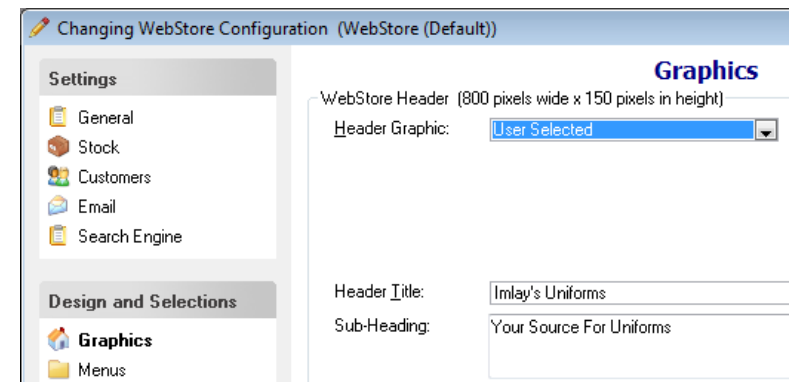 Changing WebStore Configuration (WebStore (Default))
Settings
General
Stock
Customers
Email
Search Engine
Design and Selections
Graphics
Menus
Graphics
WebStore Header (800 pixels wide x 150 pixels in height)
Header Graphic: User Selected
Header Title: Imlay's Uniforms
Sub-Heading: Your Source For Uniforms